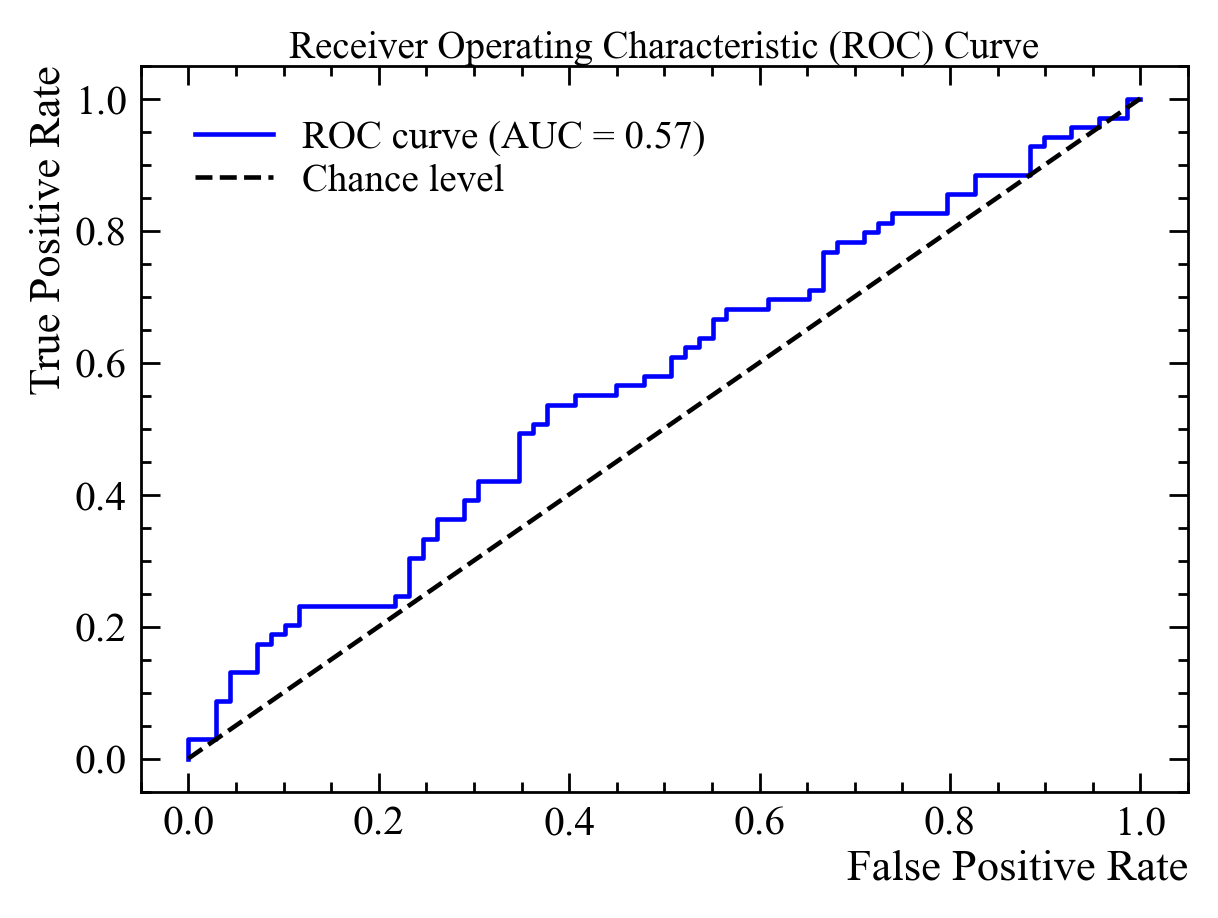 Receiver Operating Characteristic (ROC) Curve
True Positive Rate
1.0
0.8
0.6
0.4
0.2
0.0
ROC curve (AUC = 0.57)
Chance level
0.0 0.2 0.4 0.6 0.8 1.0
False Positive Rate